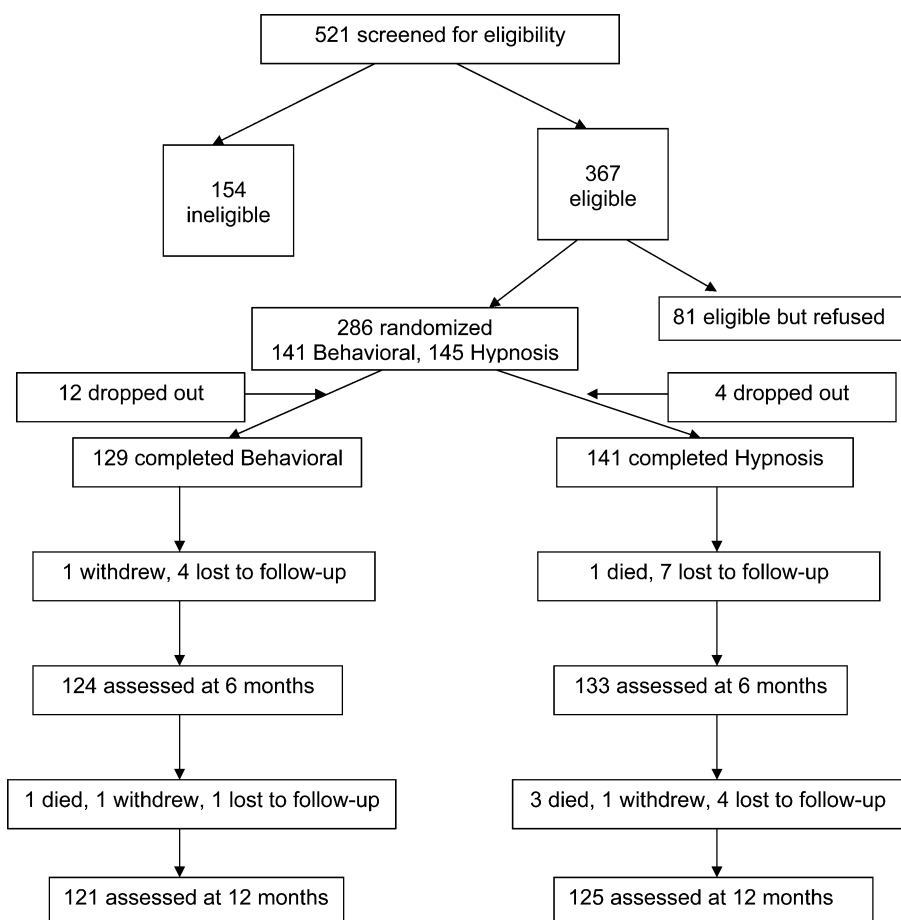 521 screened for eligibility
154
ineligible
367
eligible
81 eligible but refused
286 randomized
141 Behavioral, 145 Hypnosis
12 dropped out
4 dropped out
129 completed Behavioral
141 completed Hypnosis
1 withdrew, 4 lost to follow-up
1 died, 7 lost to follow-up
124 assessed at 6 months
133 assessed at 6 months
1 died, 1 withdrew, 1 lost to follow-up
3 died, 1 withdrew, 4 lost to follow-up
121 assessed at 12 months
125 assessed at 12 months